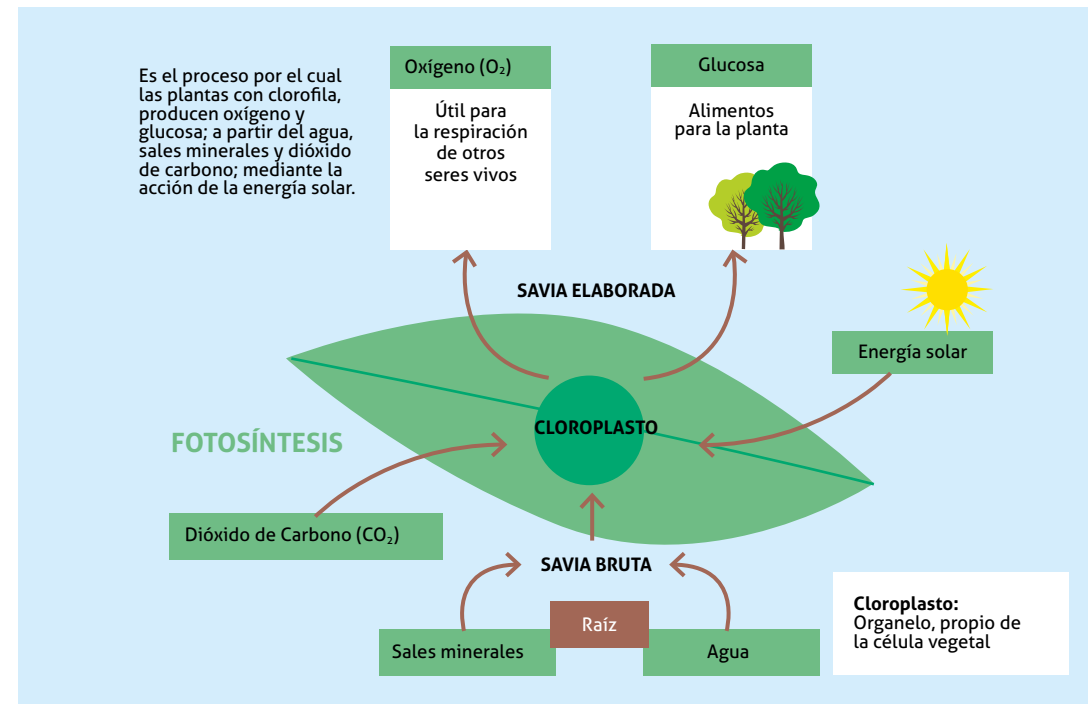 Es el proceso por el cual
las plantas con clorofila,
producen oxígeno y
glucosa; a partir del agua,
sales minerales y dióxido
de carbono; mediante la
acción de la energía solar.
Oxígeno (O₂)
Útil para
la respiración
de otros
seres vivos
Glucosa
Alimentos
para la planta
SAVIA ELABORADA
Energía solar
CLOROPLASTO
FOTOSÍNTESIS
Dióxido de Carbono (CO₂)
SAVIA BRUTA
Raíz
Sales minerales
Agua
Cloroplasto:
Organelo, propio de
la célula vegetal